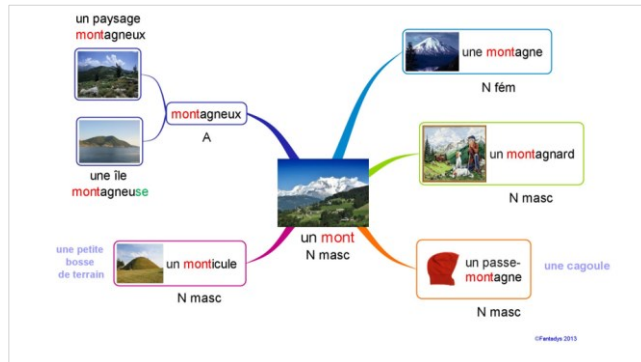 un paysage
montagneux
montagneux
A
une île
montagneuse
une petite
bosse
de terrain
un monticule
N masc
un mont
N masc
une montagne
N fém
un montagnard
N masc
un passe-
montagne
N masc
une cagoule
©Fantadys 2013